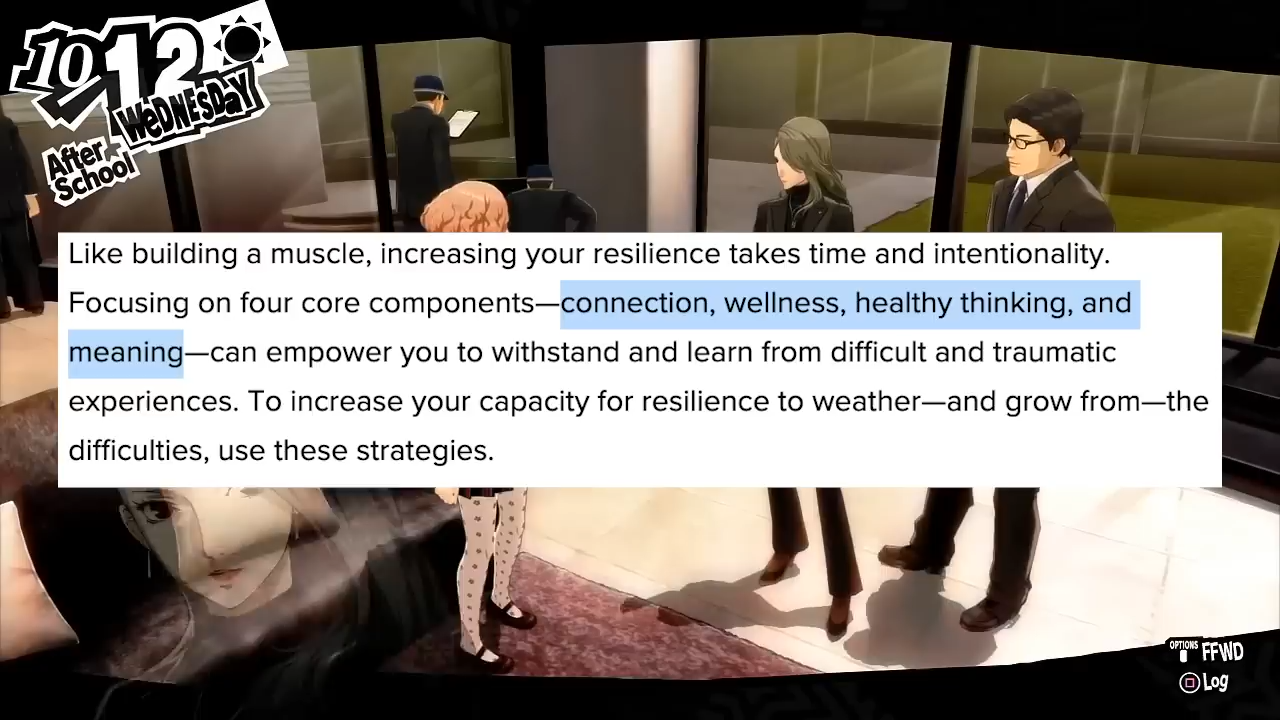 10 12
WeDNeSDaY
After
School
Like building a muscle, increasing your resilience takes time and intentionality.
Focusing on four core components—connection, wellness, healthy thinking, and
meaning—can empower you to withstand and learn from difficult and traumatic
experiences. To increase your capacity for resilience to weather—and grow from—the
difficulties, use these strategies.
OPTIONS FFWD
Log